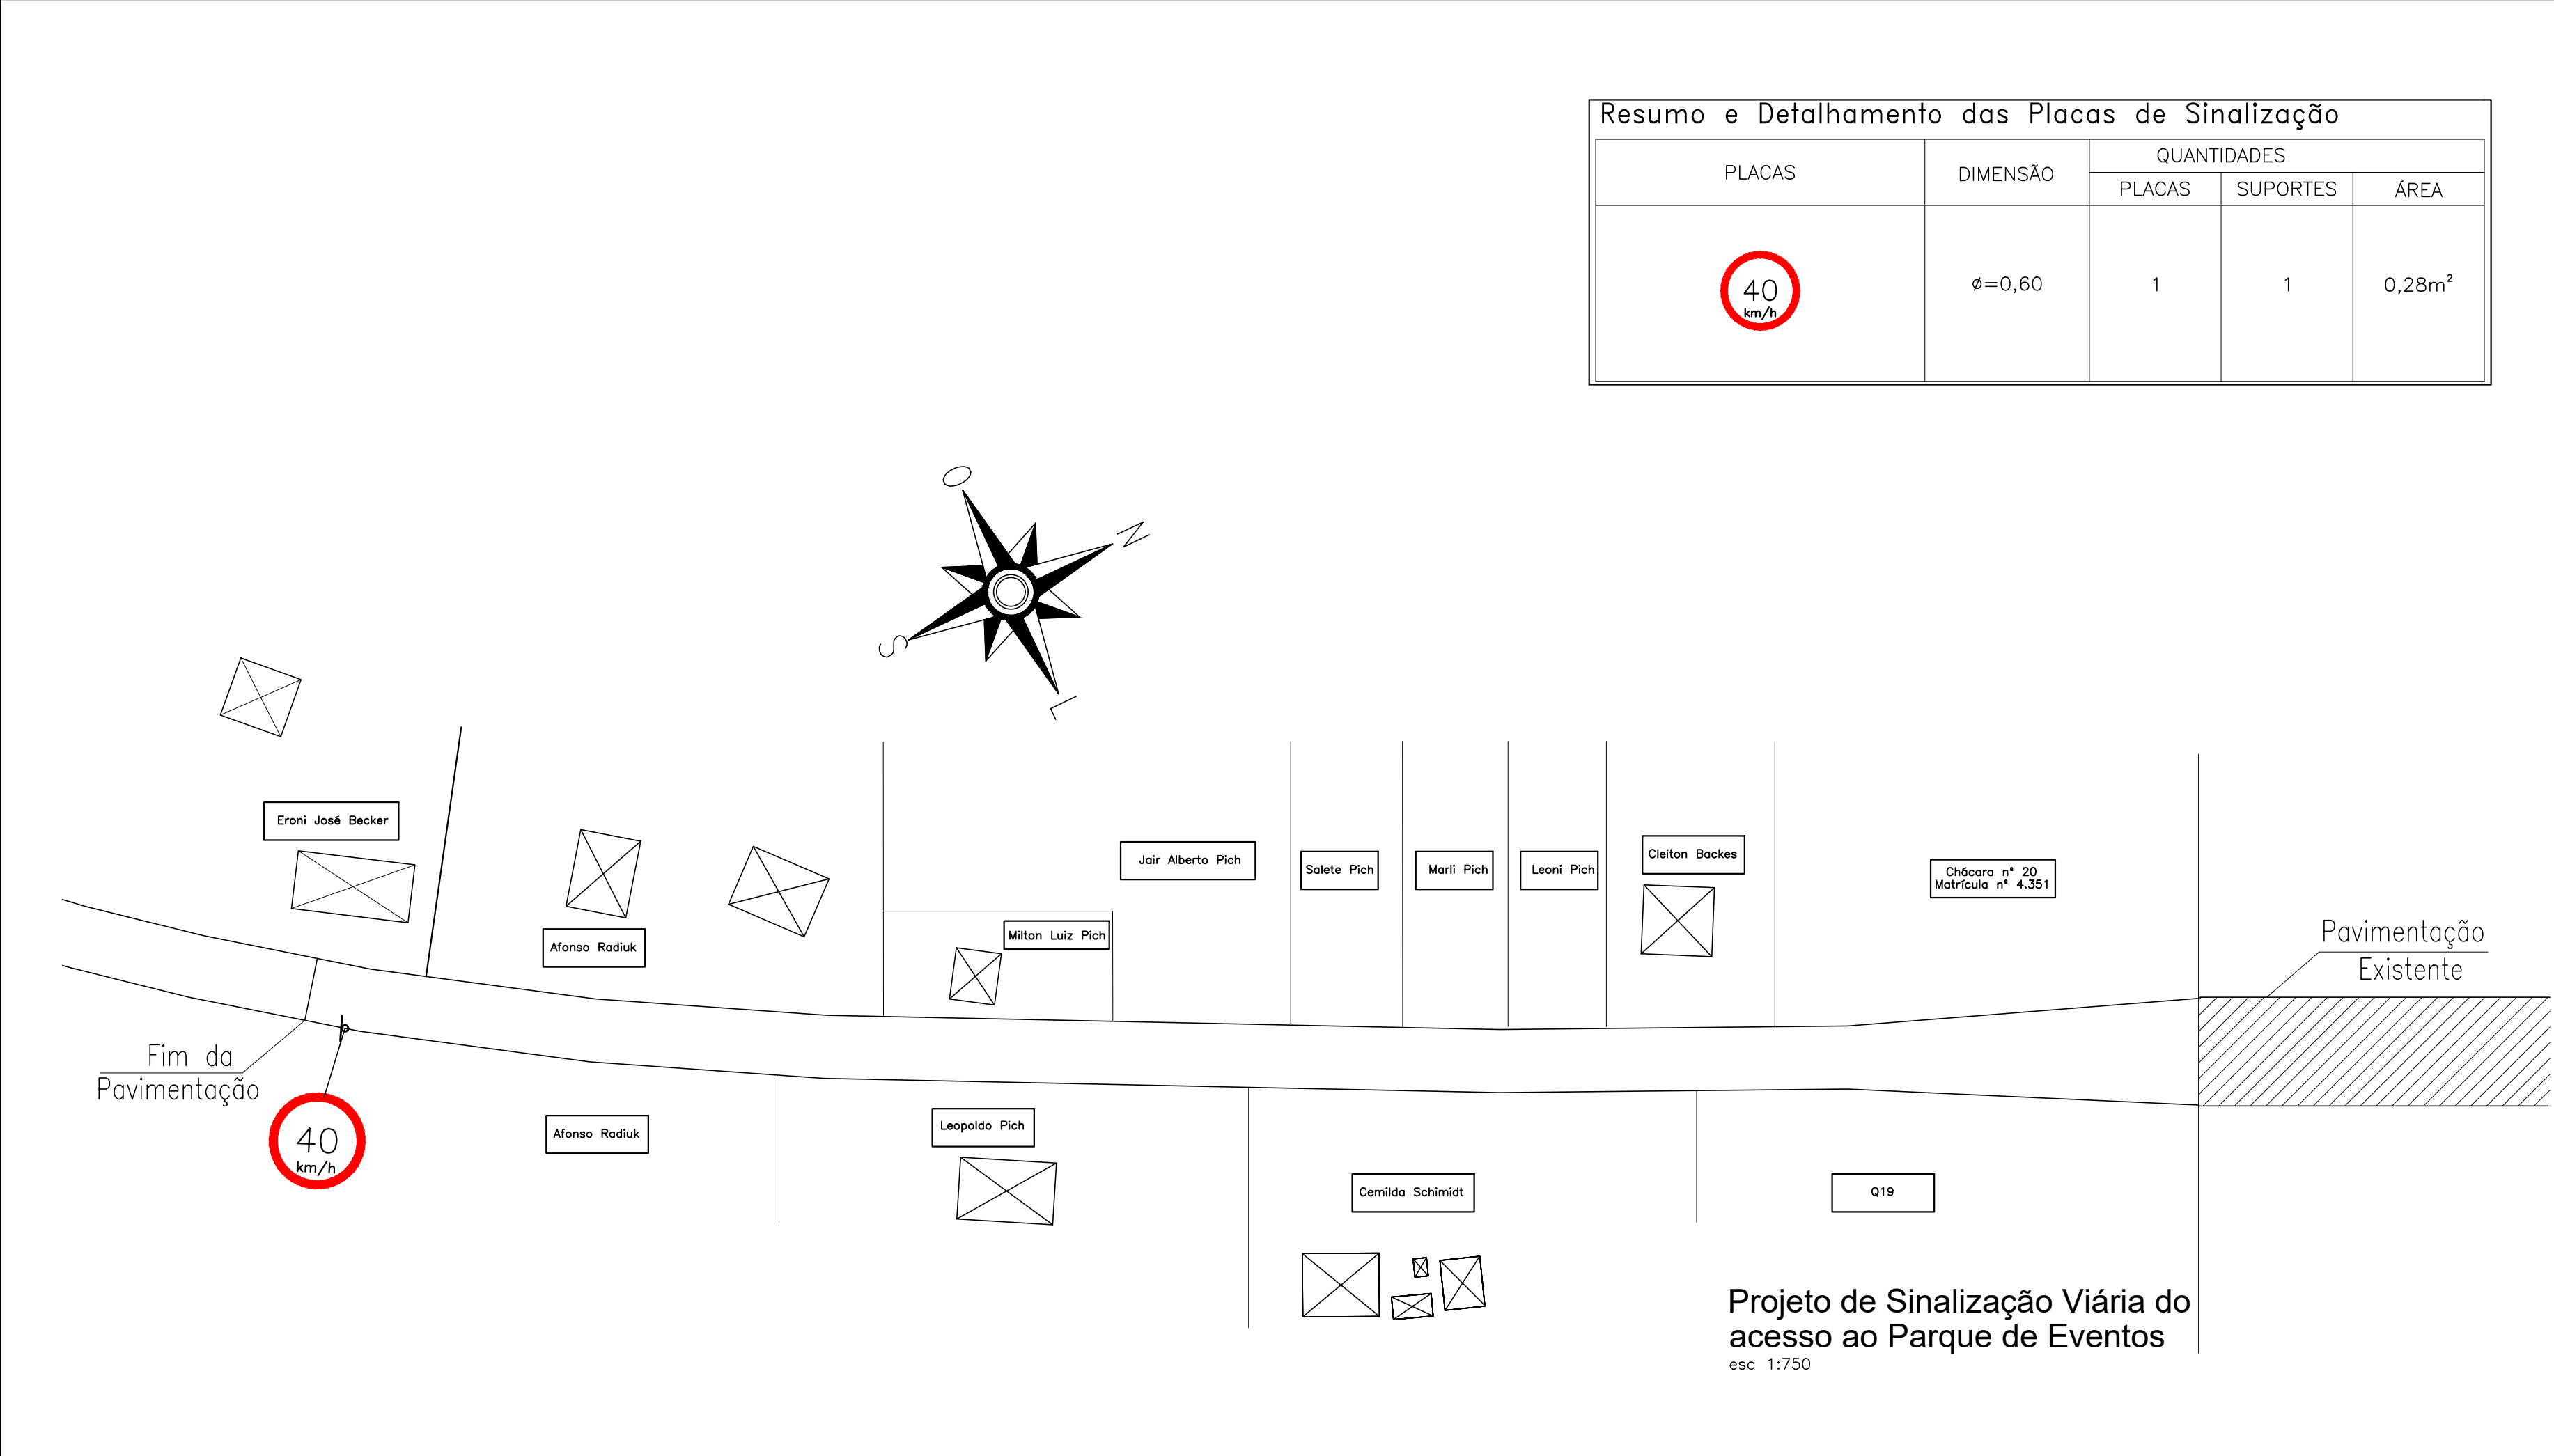 Resumo e Detalhamento das Placas de Sinalização
PLACAS
DIMENSÃO
QUANTIDADES
PLACAS
SUPORTES
ÁREA
40
km/h
ø=0,60
1
1
0,28m²
O
N
S
L
Eroni José Becker
Afonso Radiuk
Milton Luiz Pich
Jair Alberto Pich
Salete Pich
Marli Pich
Leoni Pich
Cleiton Backes
Chácara nº 20
Matrícula nº 4.351
Pavimentação
Existente
Fim da
Pavimentação
40
km/h
Afonso Radiuk
Leopoldo Pich
Cemilda Schimidt
Q19
Projeto de Sinalização Viária do
acesso ao Parque de Eventos
esc 1:750